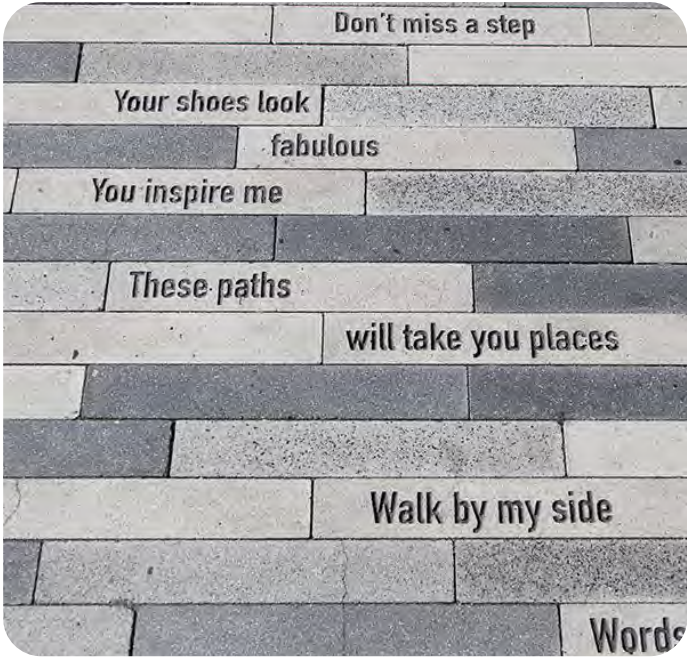 Don't miss a step
Your shoes look
fabulous
You inspire me
These paths
will take you places
Walk by my side
Words